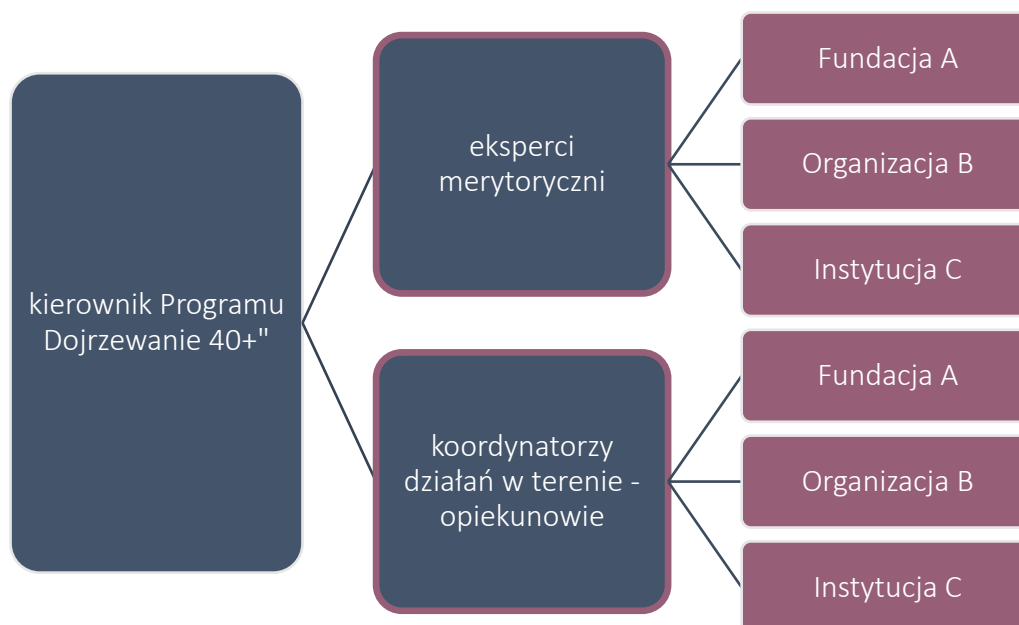 kierownik Programu
Dojrzewanie 40+"
eksperci
merytoryczni
Fundacja A
Organizacja B
Instytucja C
koordynatorzy
działań w terenie -
opiekunowie
Fundacja A
Organizacja B
Instytucja C